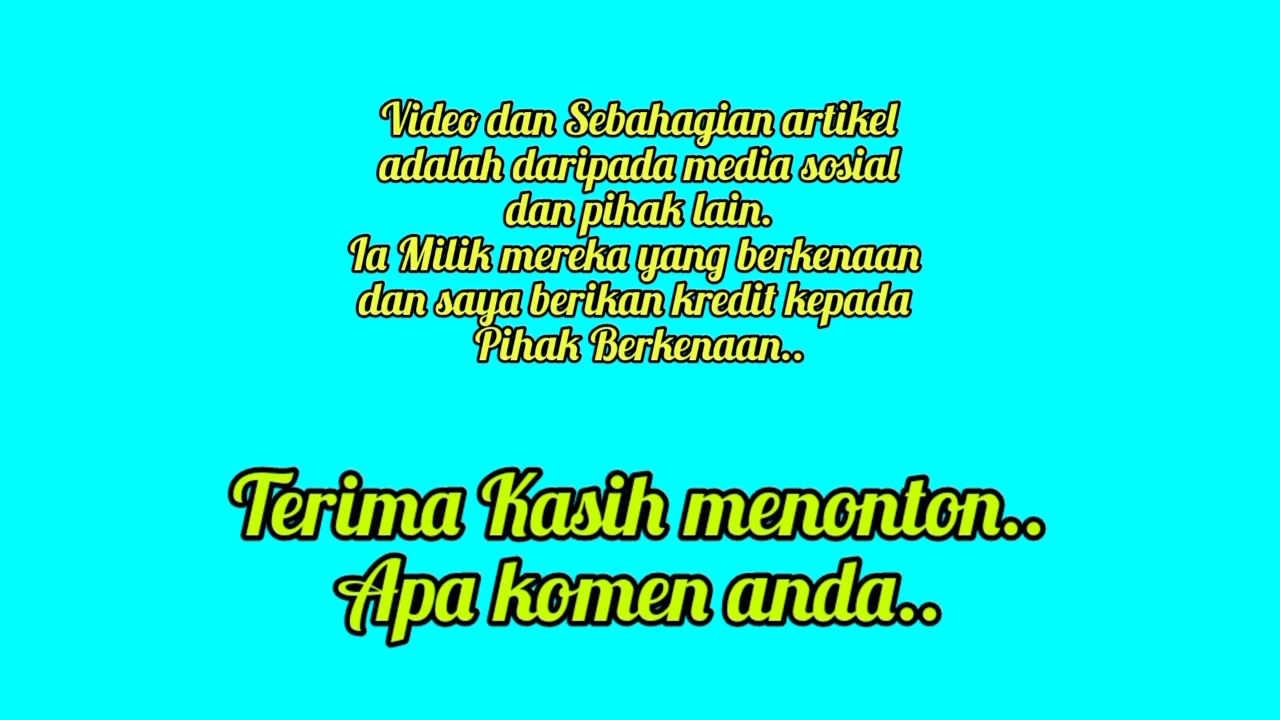 Video dan Sebahagian artikel
adalah daripada media sosial
dan pihak lain.
Ia Milik mereka yang berkenaan
dan saya berikan kredit kepada
Pihak Berkenaan..
Terima Kasih menonton..
Apa komen anda..